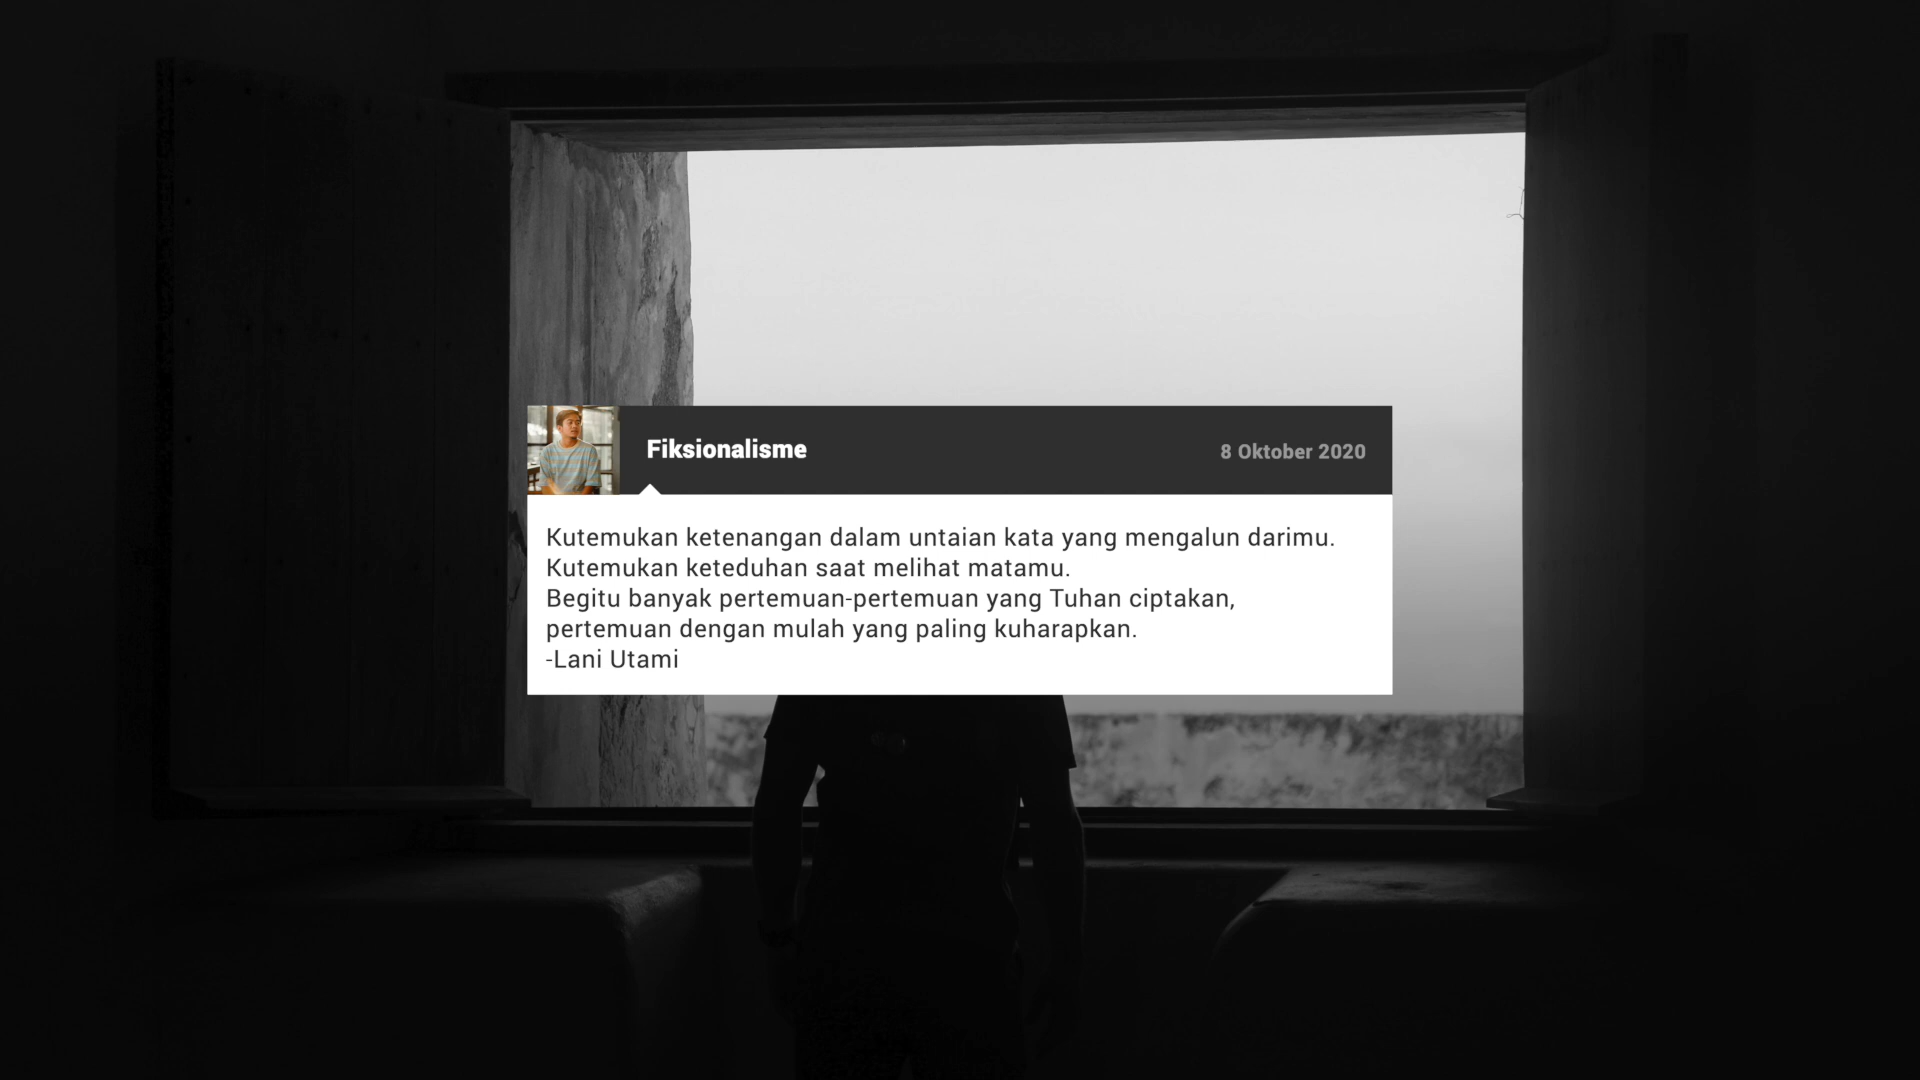 Fiksionalisme
8 Oktober 2020
Kutemukan ketenangan dalam untaian kata yang mengalun darimu.
Kutemukan keteduhan saat melihat matamu.
Begitu banyak pertemuan-pertemuan yang Tuhan ciptakan,
pertemuan dengan mulah yang paling kuharapkan.
-Lani Utami